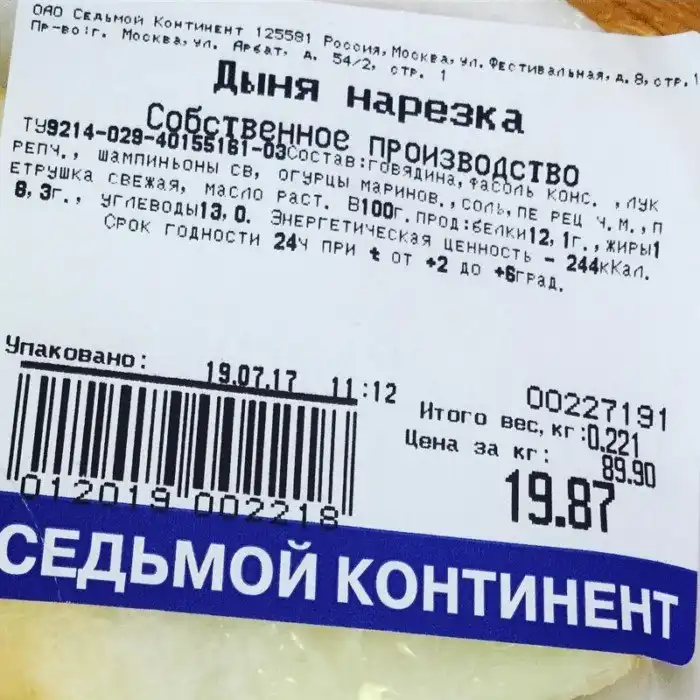 ОАО Седьмой Континент 125581 Россия, Москва, ул. Фестивальная, д. 8, стр. 1
Пр-во:г. Москва, ул. Арбат, д. 54/2, стр. 1
Дыня нарезка
Собственное производство
ТУ9214-029-40155161-03Состав:говядина, фасоль конс. , лук
репч., шампиньоны св, огурцы маринов.,соль, пе рец ч.м.,п
етрушка свежая, масло раст. В100г.прод:белки12,1г.,жиры1
8,3г., углеводы13,0. Энергетическая ценность - 244кКал.
Срок годности 24ч при t от +2 до +6град.
Упаковано: 19.07.17 11:12
00227191
Итого вес, кг:0.221
Цена за кг: 89.90
19.87
012019 002218
СЕДЬМОЙ КОНТИНЕНТ